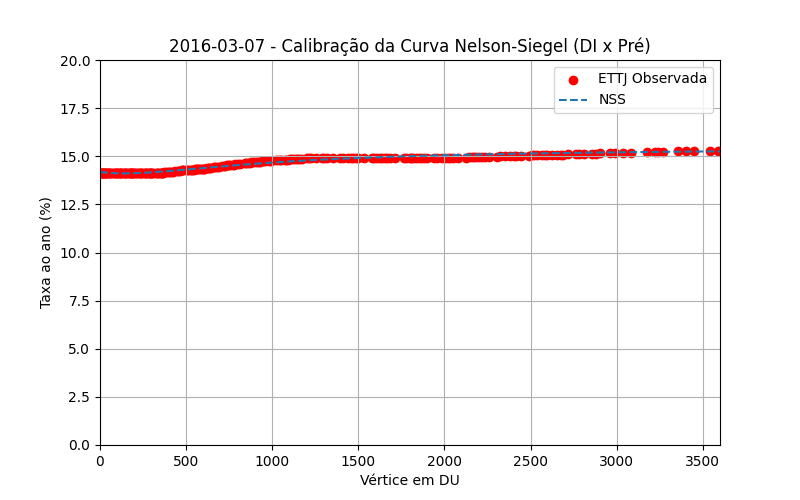 2016-03-07 - Calibração da Curva Nelson-Siegel (DI x Pré)
ETTJ Observada
NSS
Taxa ao ano (%)
20.0
17.5
15.0
12.5
10.0
7.5
5.0
2.5
0.0
0 500 1000 1500 2000 2500 3000 3500
Vértice em DU